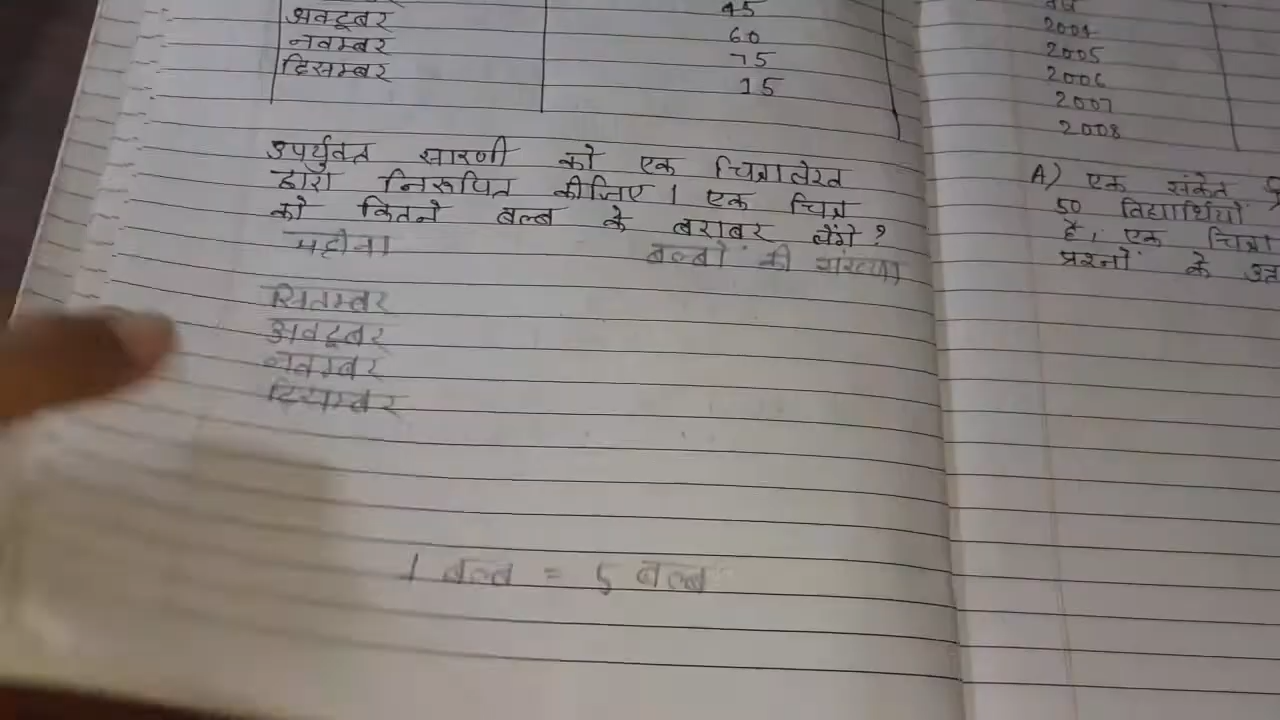 अक्टूबर 45
नवम्बर 60
दिसम्बर 75
15
उपर्युक्त सारणी को एक चित्रालेख
द्वारा निरूपित कीजिए। एक चित्र
को कितने बल्ब के बराबर लेंगे?
महीना बल्बों की संख्या
सितम्बर
अक्टूबर
नवम्बर
दिसम्बर
1 बल्ब = 5 बल्ब
2004
2005
2006
2007
2008
A) एक संकेत
50 विद्यार्थियों
है, एक
प्रश्नों के